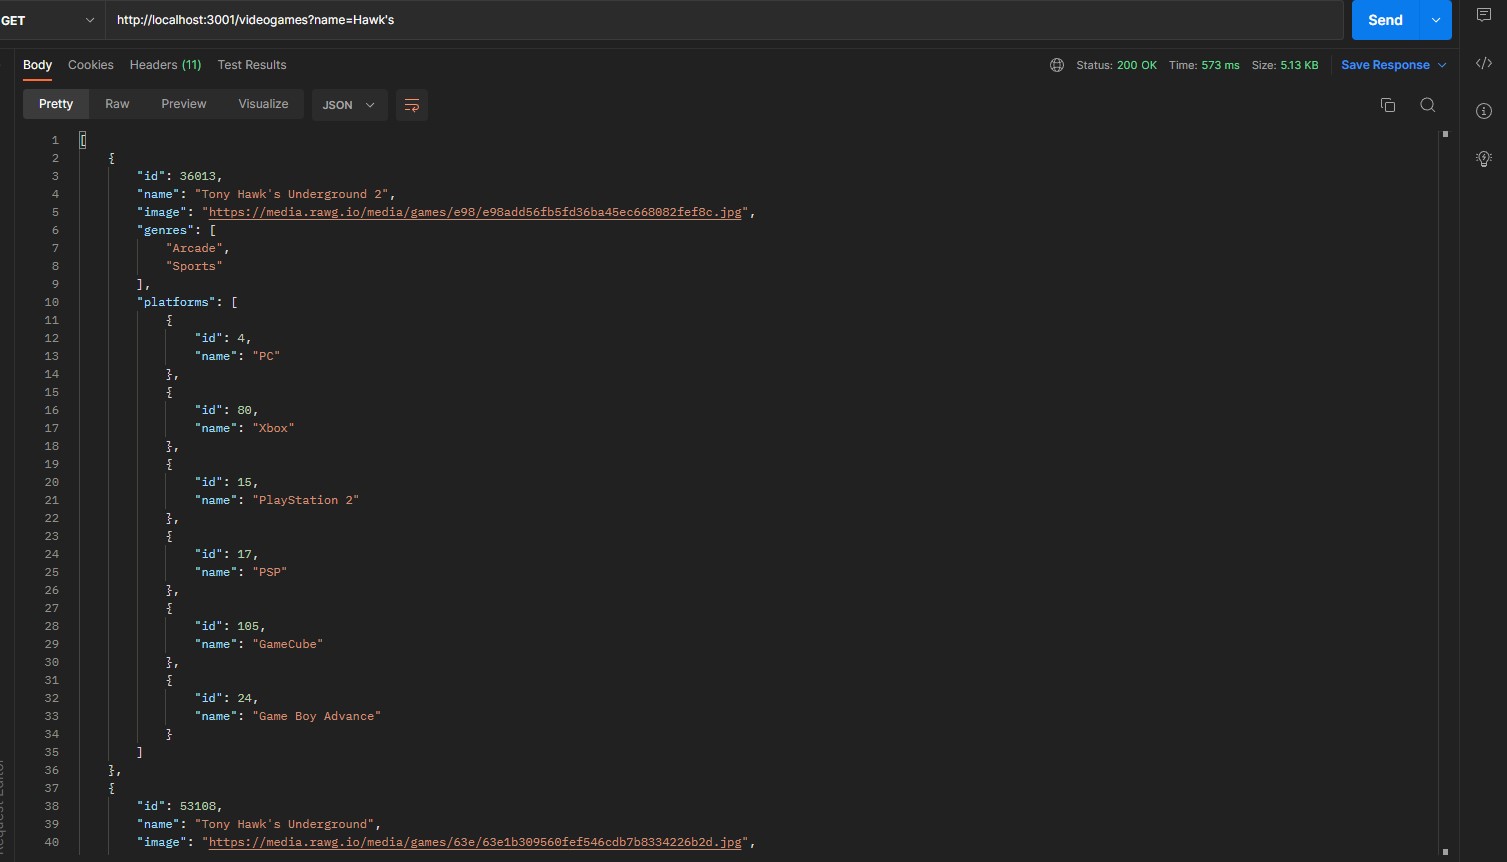 GET http://localhost:3001/videogames?name=Hawk's Send
Body Cookies Headers (11) Test Results Status: 200 OK Time: 573 ms Size: 5.13 KB Save Response
Pretty Raw Preview Visualize JSON
1 [
2 {
3 "id": 36013,
4 "name": "Tony Hawk's Underground 2",
5 "image": "https://media.rawg.io/media/games/e98/e98add56fb5fd36ba45ec668082fef8c.jpg",
6 "genres": [
7 "Arcade",
8 "Sports"
9 ],
10 "platforms": [
11 {
12 "id": 4,
13 "name": "PC"
14 },
15 {
16 "id": 80,
17 "name": "Xbox"
18 },
19 {
20 "id": 15,
21 "name": "PlayStation 2"
22 },
23 {
24 "id": 17,
25 "name": "PSP"
26 },
27 {
28 "id": 105,
29 "name": "GameCube"
30 },
31 {
32 "id": 24,
33 "name": "Game Boy Advance"
34 }
35 ]
36 },
37 {
38 "id": 53108,
39 "name": "Tony Hawk's Underground",
40 "image": "https://media.rawg.io/media/games/63e/63e1b309560fef546cdb7b8334226b2d.jpg",